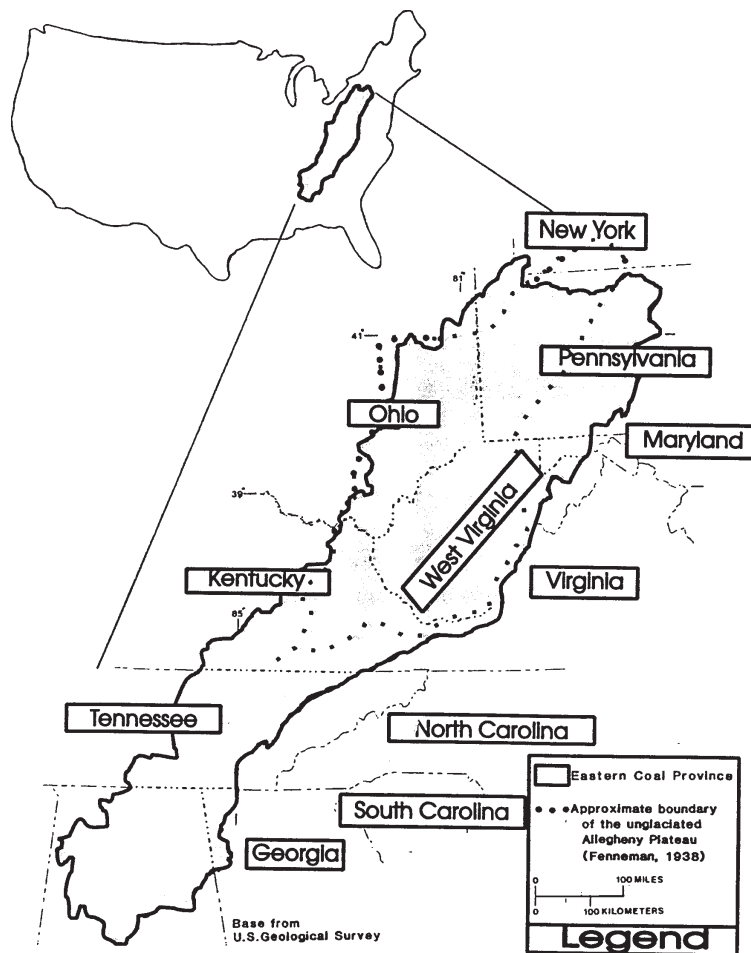 New York
81°
41°
Pennsylvania
Ohio
Maryland
39°
West Virginia
Kentucky
Virginia
85°
Tennessee
North Carolina
South Carolina
Georgia
Eastern Coal Province
Approximate boundary
of the unglaciated
Allegheny Plateau
(Fenneman, 1938)
0 100 MILES
0 100 KILOMETERS
Base from
U.S.Geological Survey
Legend